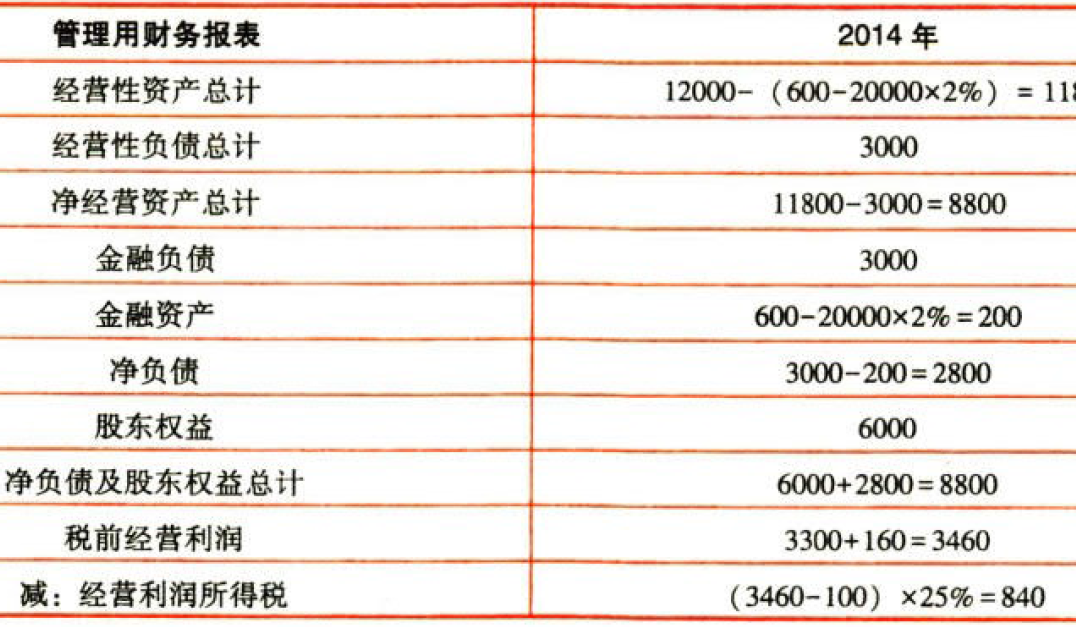 管理用财务报表 2014 年
经营性资产总计 12000-（600-20000×2%）= 118
经营性负债总计 3000
净经营资产总计 11800-3000=8800
金融负债 3000
金融资产 600-20000×2%=200
净负债 3000-200=2800
股东权益 6000
净负债及股东权益总计 6000+2800=8800
税前经营利润 3300+160=3460
减：经营利润所得税 （3460-100）×25%=840